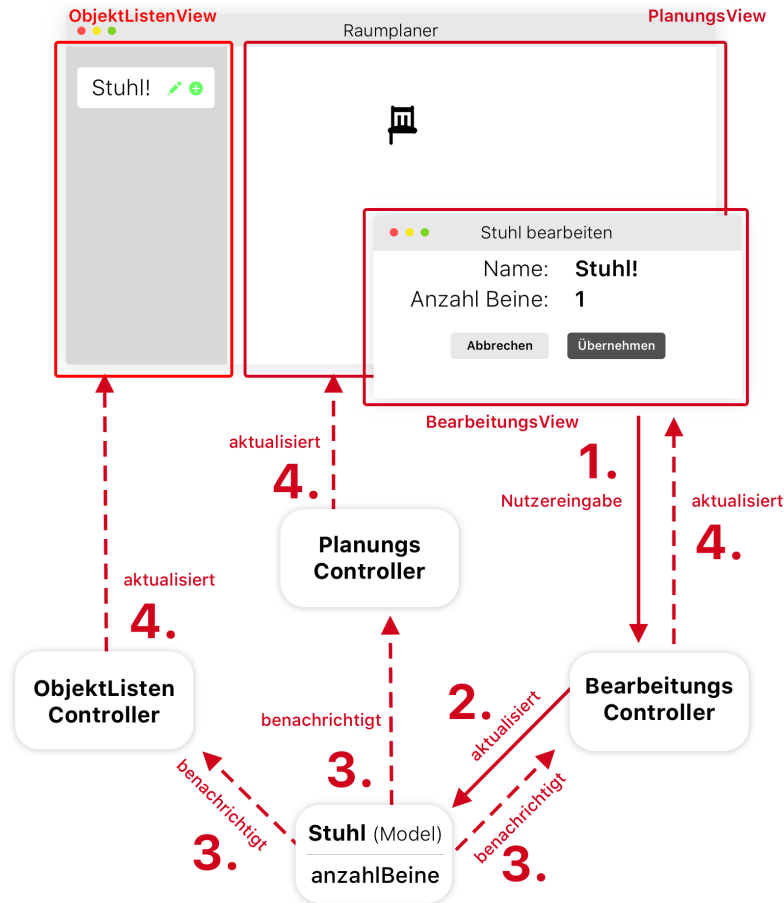 ObjektListenView
PlanungsView
Raumplaner
Stuhl!
Stuhl bearbeiten
Name: Stuhl!
Anzahl Beine: 1
Abbrechen Übernehmen
BearbeitungsView
aktualisiert
4.
1.
Nutzereingabe
aktualisiert
4.
Planungs
Controller
aktualisiert
4.
ObjektListen
Controller
Bearbeitungs
Controller
2.
aktualisiert
benachrichtigt
3.
benachrichtigt
3.
benachrichtigt
3.
Stuhl (Model)
anzahlBeine